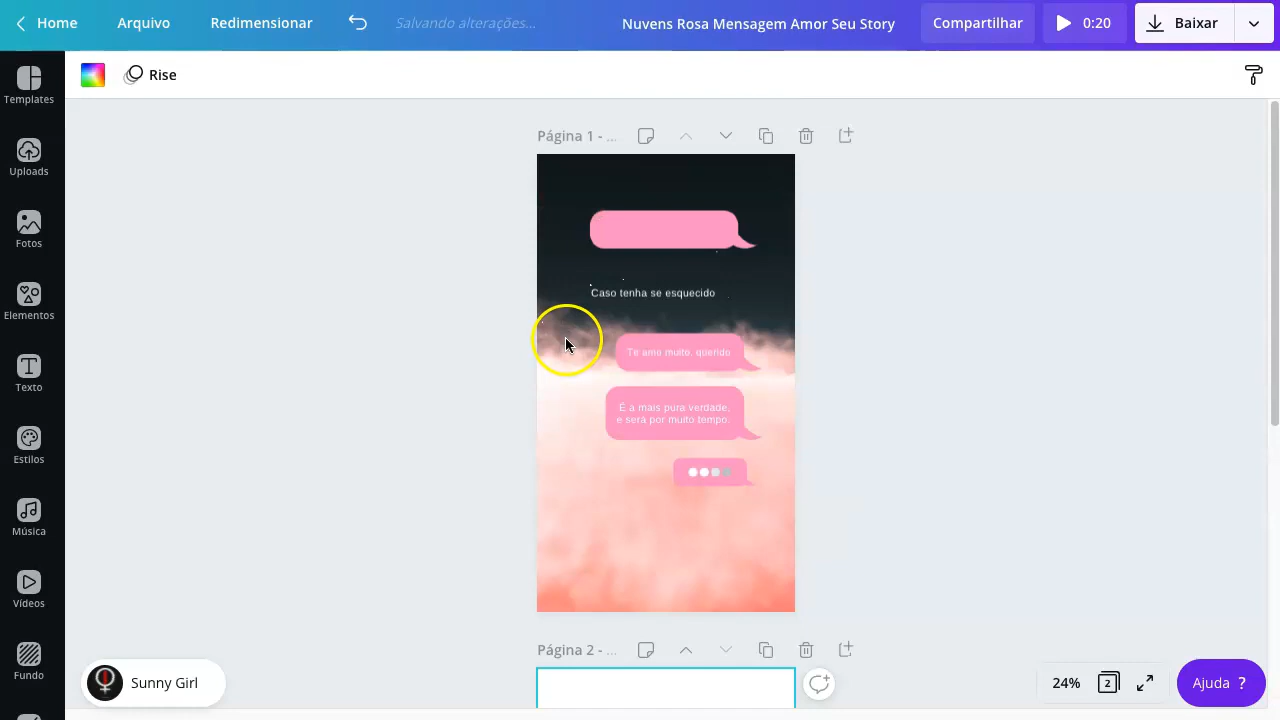 Home
Arquivo
Redimensionar
Salvando alterações...
Nuvens Rosa Mensagem Amor Seu Story
Compartilhar
0:20
Baixar
Rise
Templates
Uploads
Fotos
Elementos
Texto
Estilos
Música
Vídeos
Fundo
Página 1 - ...
Caso tenha se esquecido
Te amo muito, querido
É a mais pura verdade,
e será por muito tempo.
Página 2 - ...
Sunny Girl
24%
2
Ajuda ?